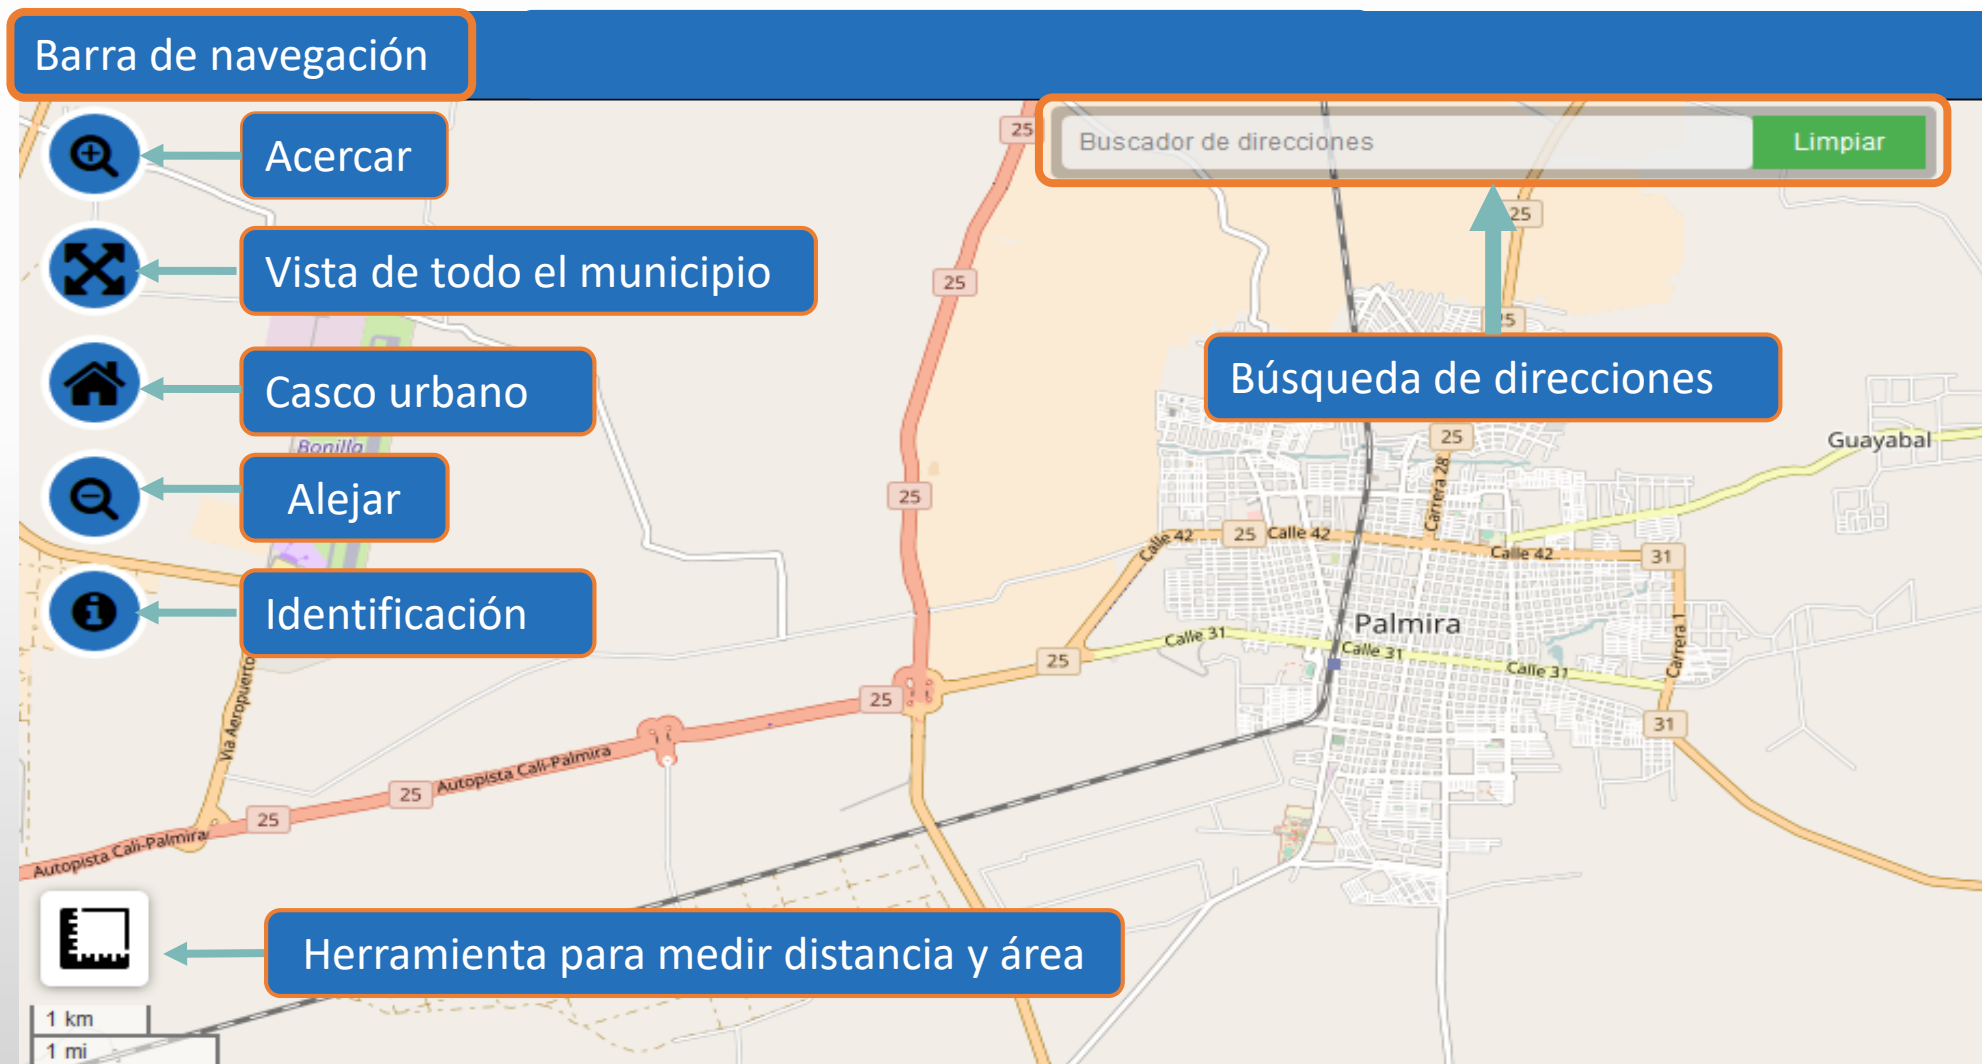 Barra de navegación
Acercar
25
Buscador de direcciones
Limpiar
25
Vista de todo el municipio
25
Búsqueda de direcciones
Casco urbano
25
Carrera 28
Guayabal
Bonilla
Alejar
25
Calle 42
25
Calle 42
Calle 42
31
Identificación
Palmira
Calle 31
Calle 31
Calle 31
Carrera 1
25
25
31
Via Aeropuerto
Autopista Cali-Palmira
25
25
Autopista Cali-Palmira
Herramienta para medir distancia y área
1 km
1 mi